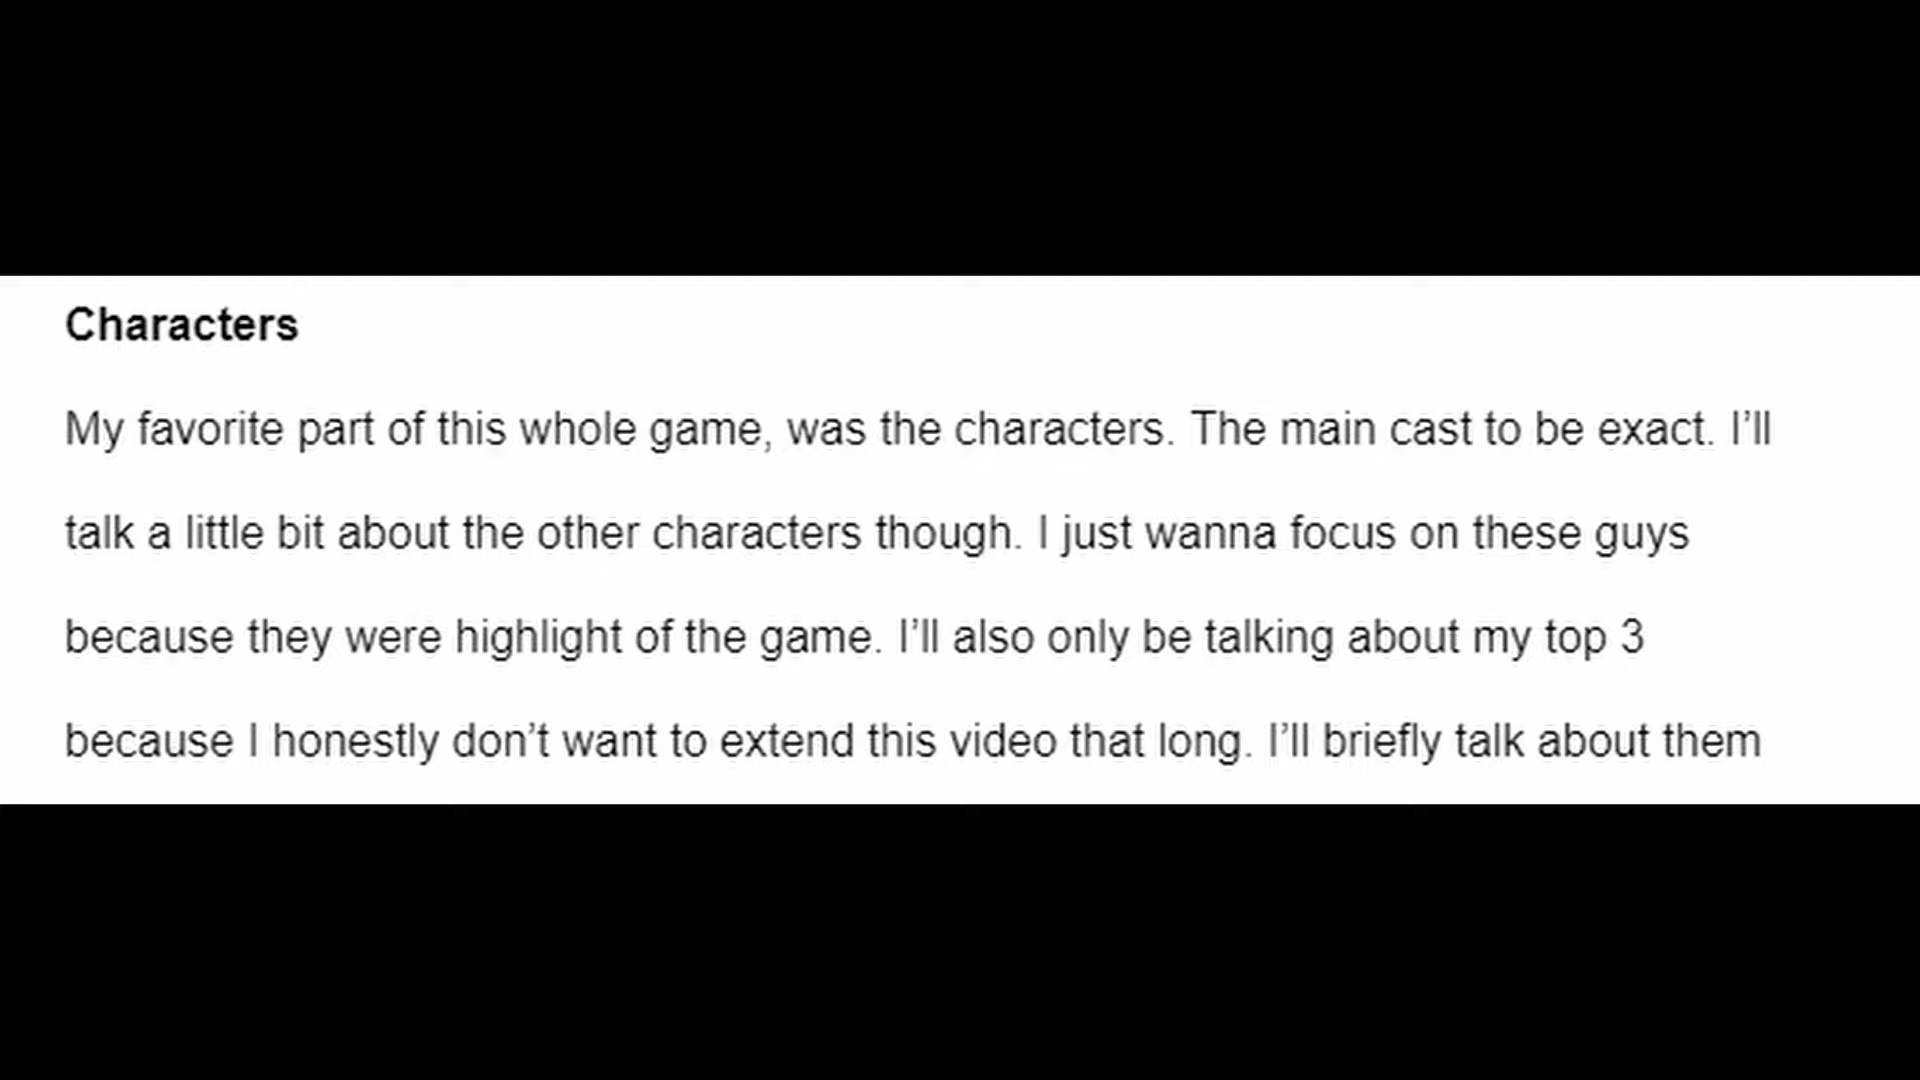 Characters
My favorite part of this whole game, was the characters. The main cast to be exact. I’ll
talk a little bit about the other characters though. I just wanna focus on these guys
because they were highlight of the game. I’ll also only be talking about my top 3
because I honestly don’t want to extend this video that long. I’ll briefly talk about them